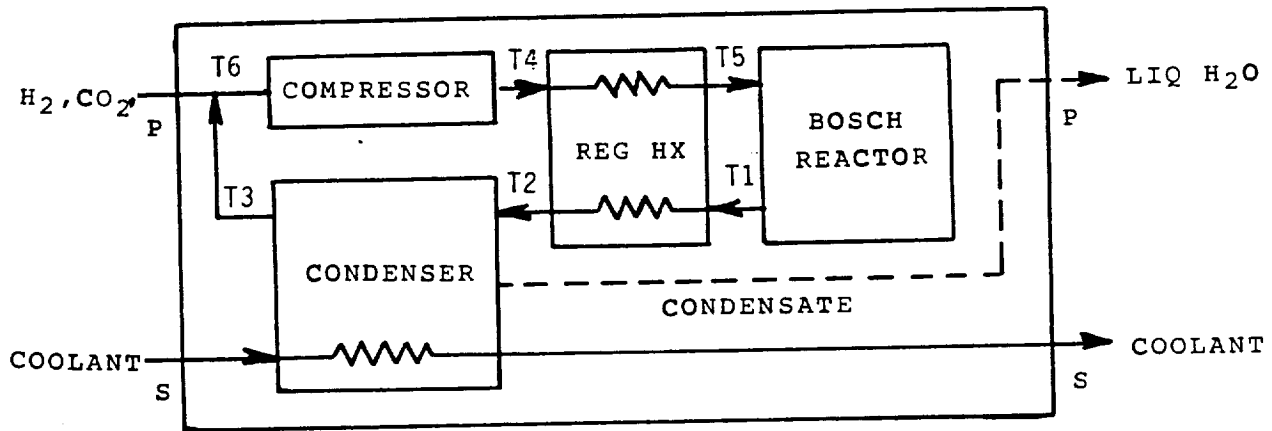 T6
COMPRESSOR
T4
T5
BOSCH
REACTOR
LIQ H₂O
H₂,CO₂,
P
P
REG HX
T3
T2
T1
CONDENSER
CONDENSATE
COOLANT
COOLANT
S
S